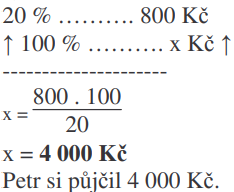 20 % ………. 800 Kč
↑ 100 % ………. x Kč ↑
--------------------
x = 800 . 100
20
x = 4 000 Kč
Petr si půjčil 4 000 Kč.